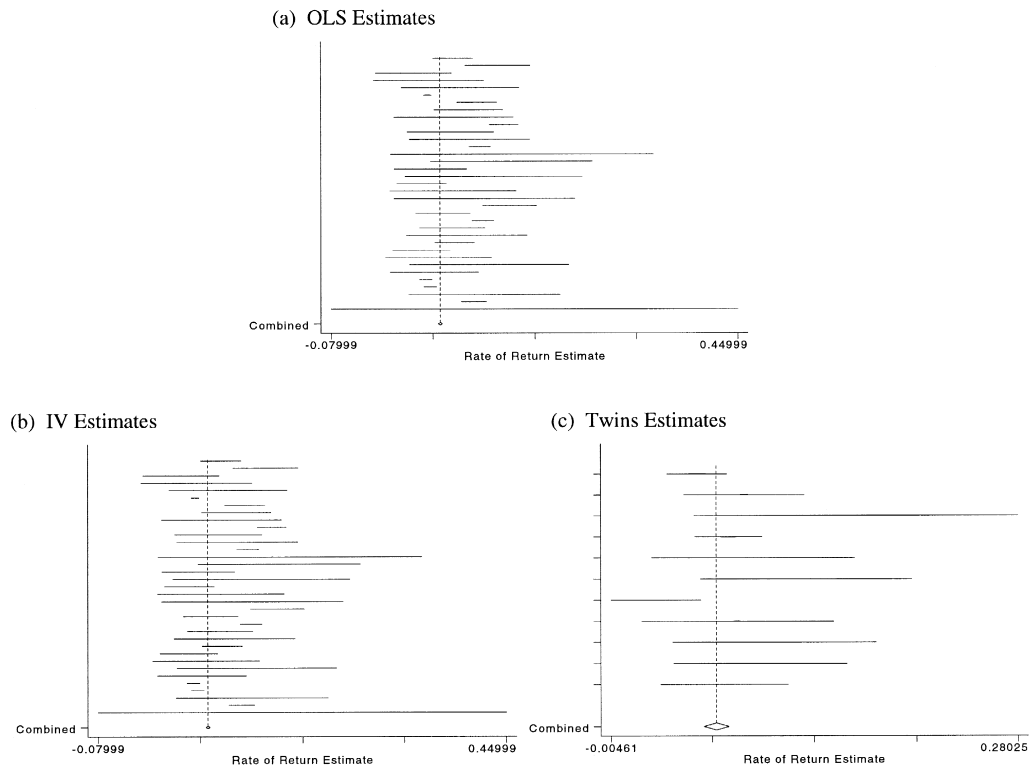 (a) OLS Estimates
Combined
-0.07999
0.44999
Rate of Return Estimate
(b) IV Estimates
Combined
-0.07999
0.44999
Rate of Return Estimate
(c) Twins Estimates
Combined
-0.00461
0.28025
Rate of Return Estimate